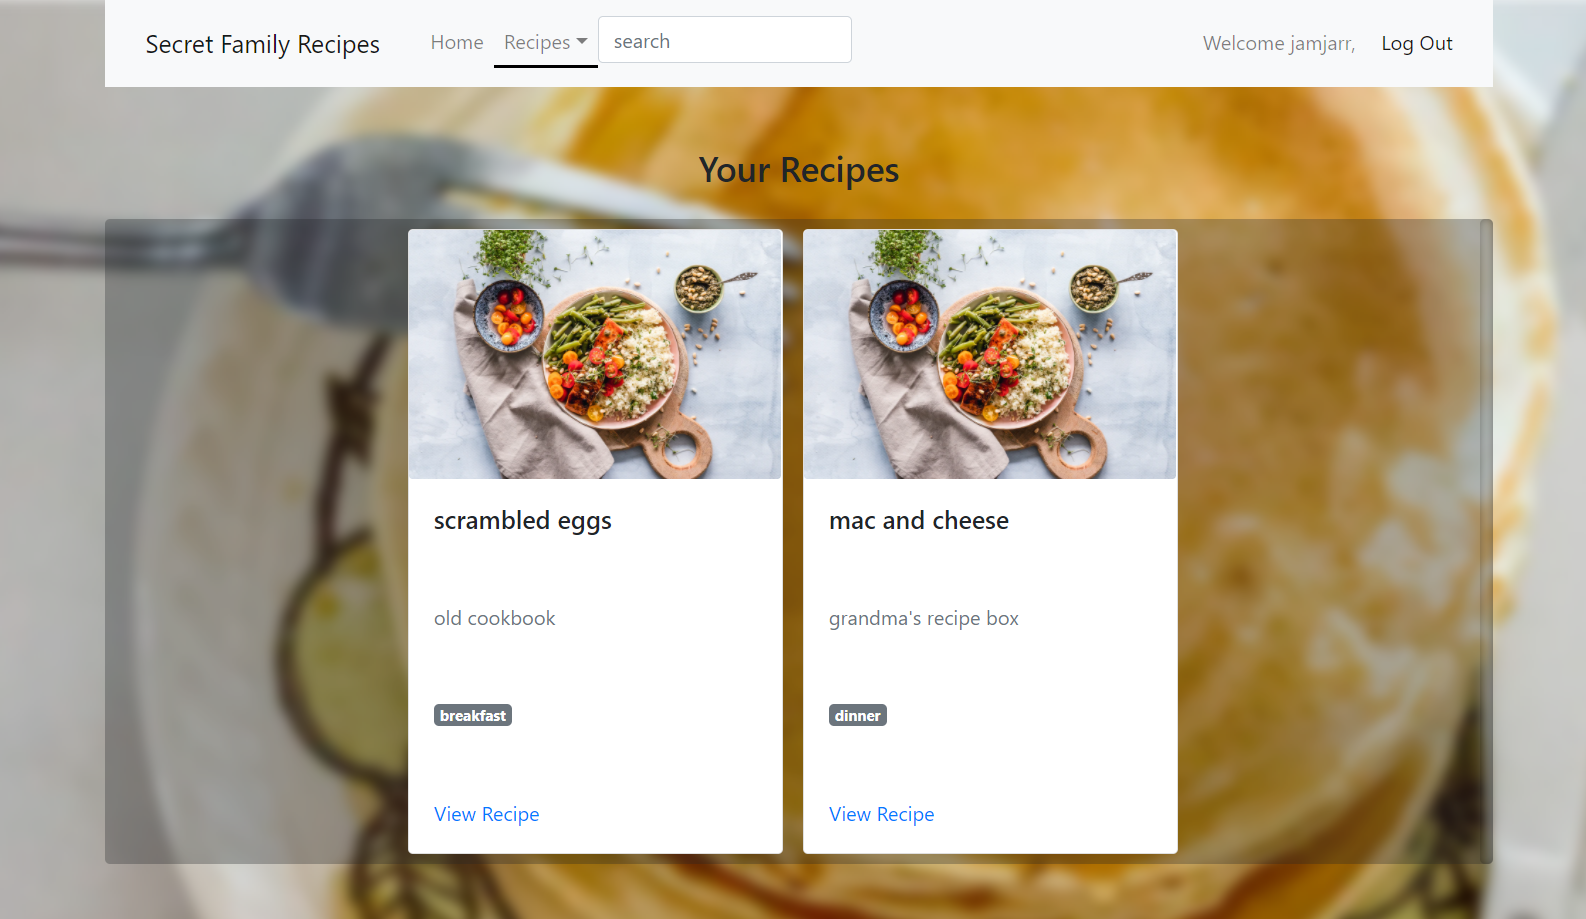 Secret Family Recipes Home Recipes search Welcome jamjarr, Log Out
Your Recipes
scrambled eggs
old cookbook
breakfast
View Recipe
mac and cheese
grandma's recipe box
dinner
View Recipe